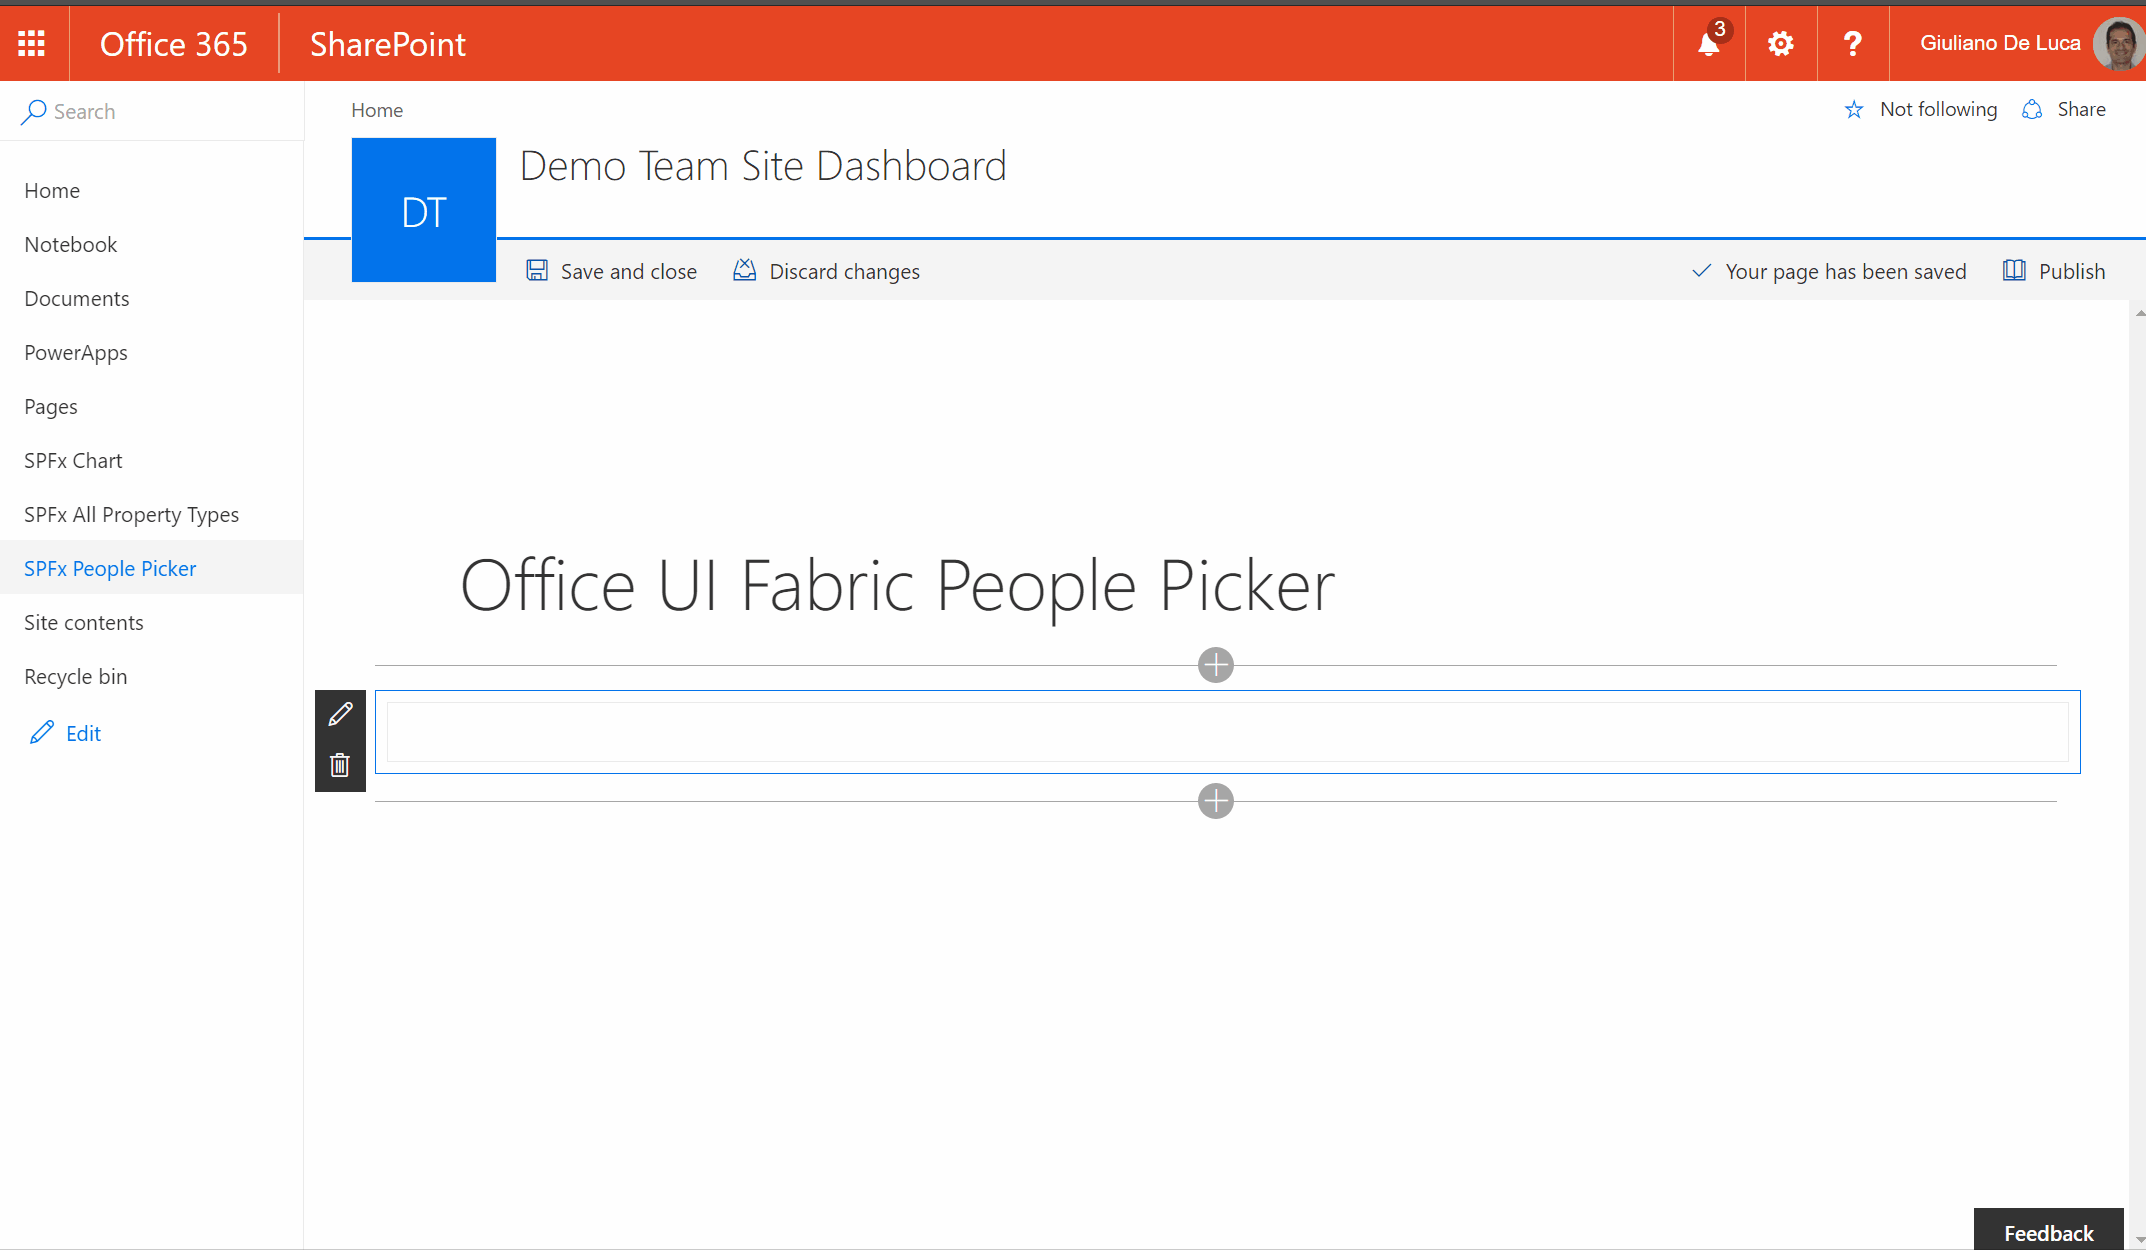 Office 365 SharePoint 3 ? Giuliano De Luca
Search
Home
Not following Share
DT
Demo Team Site Dashboard
Save and close Discard changes Your page has been saved Publish
Home
Notebook
Documents
PowerApps
Pages
SPFx Chart
SPFx All Property Types
SPFx People Picker
Site contents
Recycle bin
Edit
Office UI Fabric People Picker
Feedback